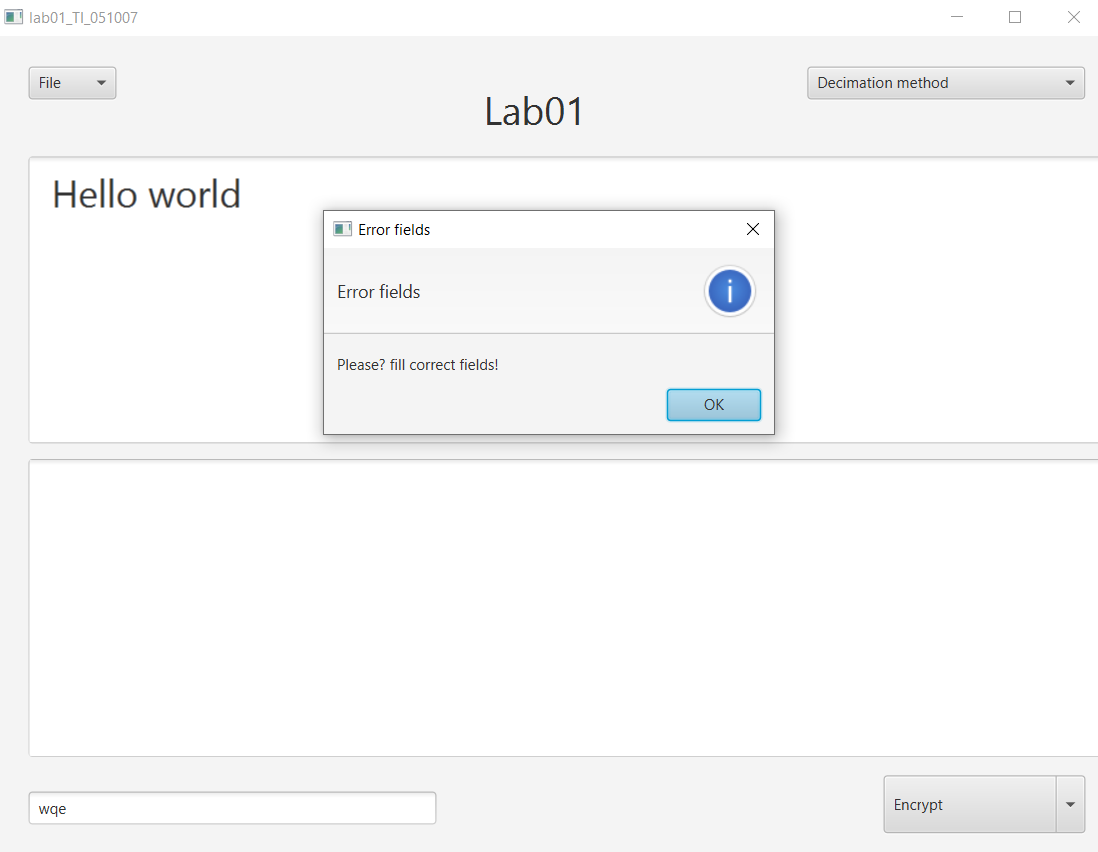 lab01_TI_051007
File
Decimation method
Lab01
Hello world
Error fields
Error fields
Please? fill correct fields!
OK
wqe
Encrypt